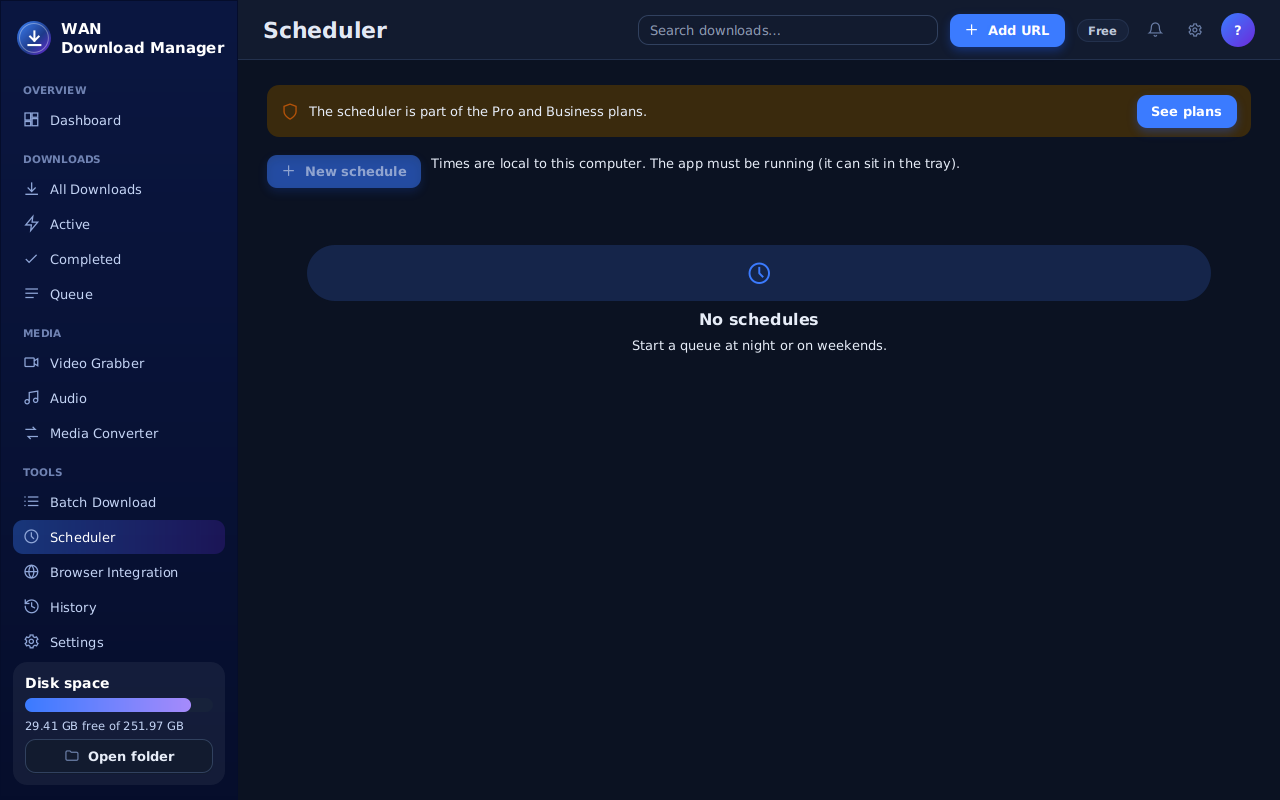 WAN
Download Manager
OVERVIEW
Dashboard
DOWNLOADS
All Downloads
Active
Completed
Queue
MEDIA
Video Grabber
Audio
Media Converter
TOOLS
Batch Download
Scheduler
Browser Integration
History
Settings
Disk space
29.41 GB free of 251.97 GB
Open folder
Scheduler
Search downloads...
Add URL
Free
?
The scheduler is part of the Pro and Business plans.
See plans
New schedule
Times are local to this computer. The app must be running (it can sit in the tray).
No schedules
Start a queue at night or on weekends.